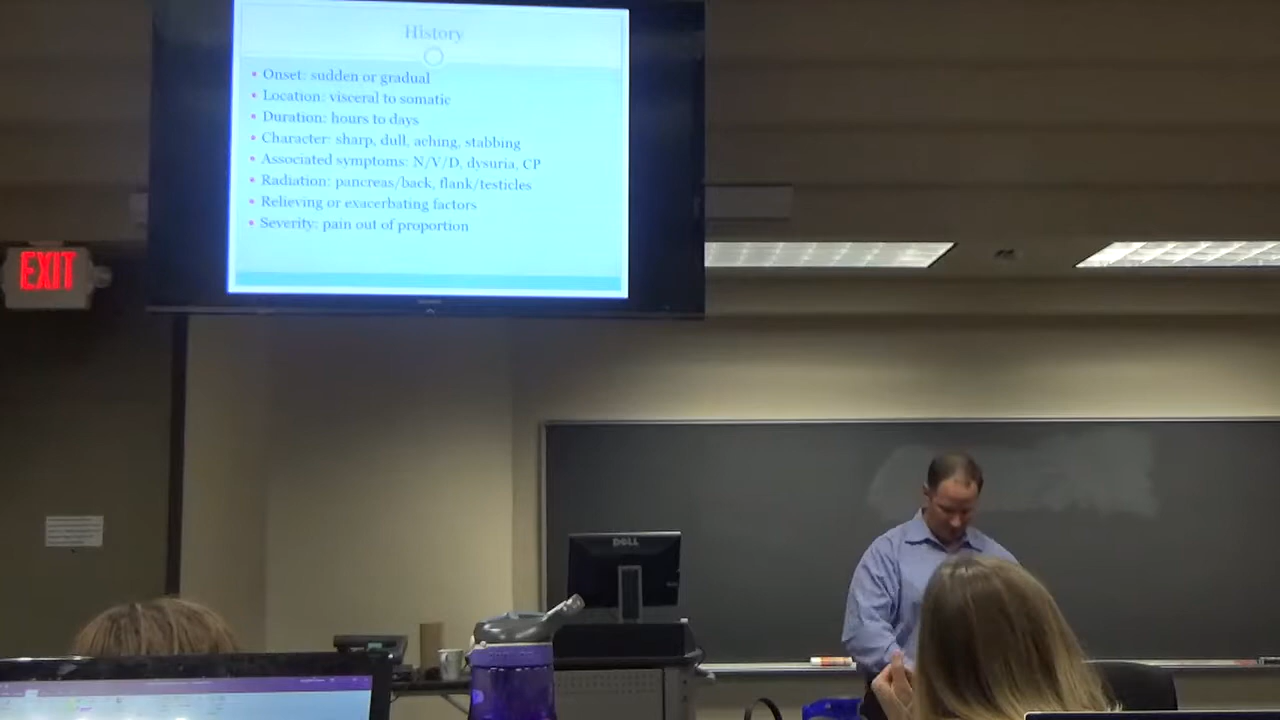 History
• Onset: sudden or gradual
• Location: visceral to somatic
• Duration: hours to days
• Character: sharp, dull, aching, stabbing
• Associated symptoms: N/V/D, dysuria, CP
• Radiation: pancreas/back, flank/testicles
• Relieving or exacerbating factors
• Severity: pain out of proportion
EXIT
DELL